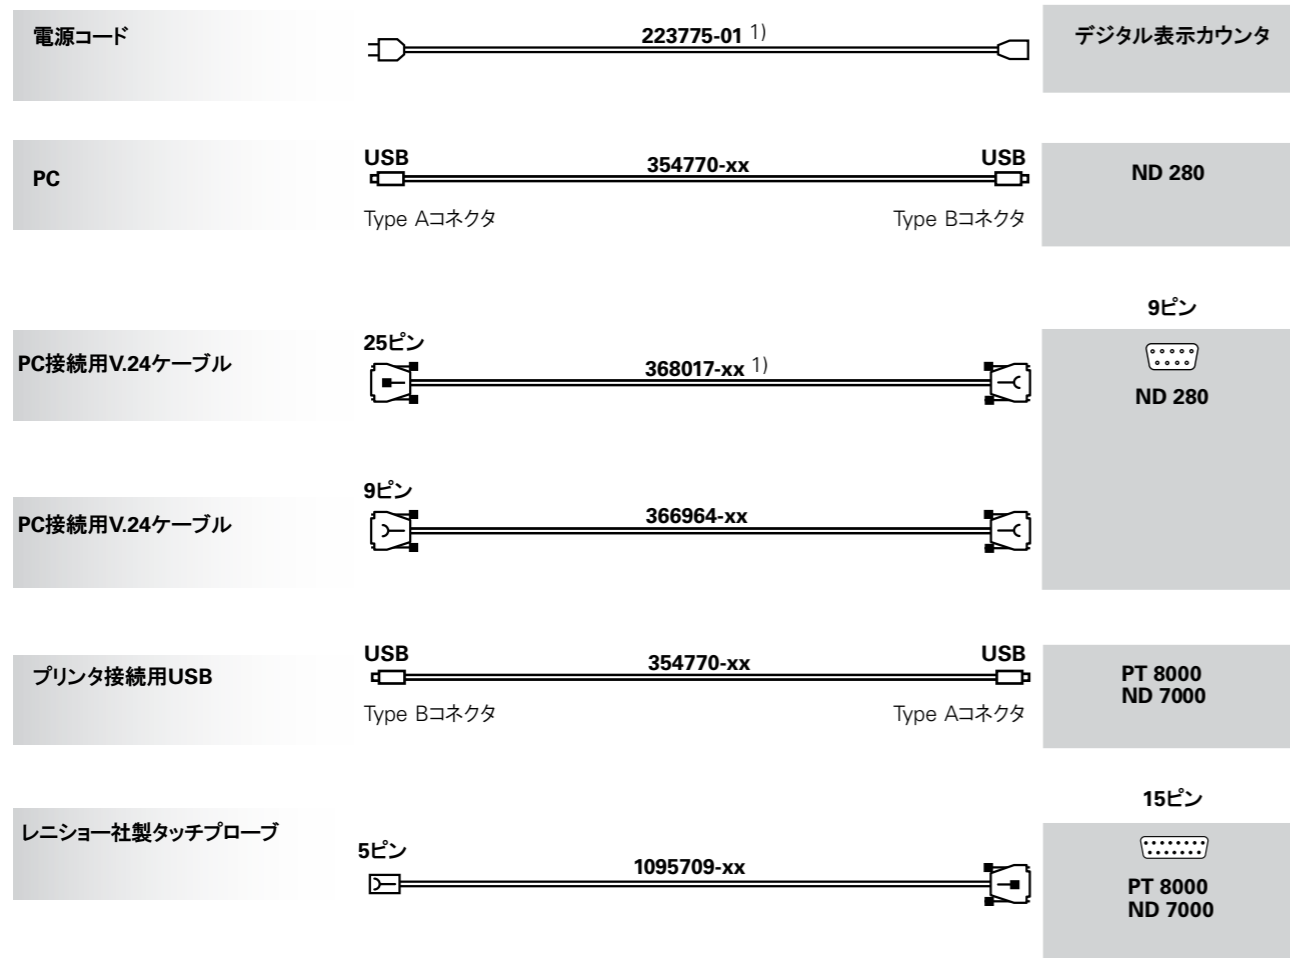 電源コード
223775-01 1)
デジタル表示カウンタ
PC
USB
354770-xx
USB
Type Aコネクタ
Type Bコネクタ
ND 280
9ピン
PC接続用V.24ケーブル
25ピン
368017-xx 1)
ND 280
PC接続用V.24ケーブル
9ピン
366964-xx
プリンタ接続用USB
USB
354770-xx
USB
Type Bコネクタ
Type Aコネクタ
PT 8000
ND 7000
15ピン
レニショー社製タッチプローブ
5ピン
1095709-xx
PT 8000
ND 7000